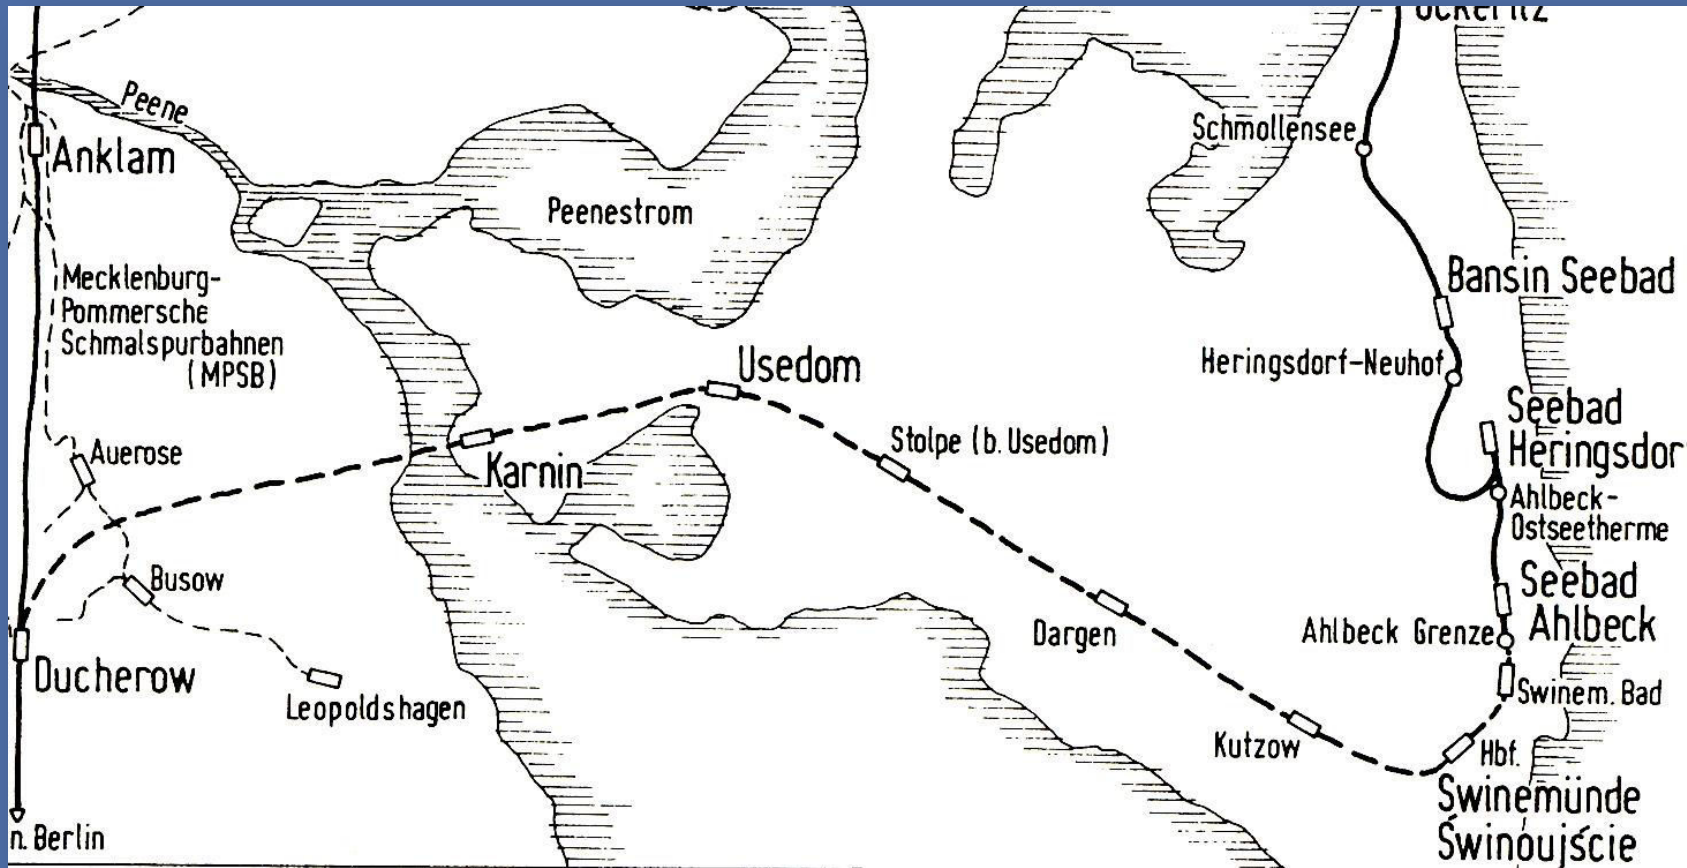 Peene
Anklam
Peenestrom
Schmollensee
Mecklenburg-
Pommersche
Schmalspurbahnen
(MPSB)
Bansin Seebad
Heringsdorf-Neuhof
Usedom
Seebad
Heringsdor
Auerose
Stolpe (b. Usedom)
Karnin
Ahlbeck-
Ostseetherme
Busow
Seebad
Ahlbeck
Dargen
Ahlbeck Grenze
Ducherow
Leopoldshagen
Swinem. Bad
Kutzow
Hbf.
Swinemünde
Świnoujście
n. Berlin